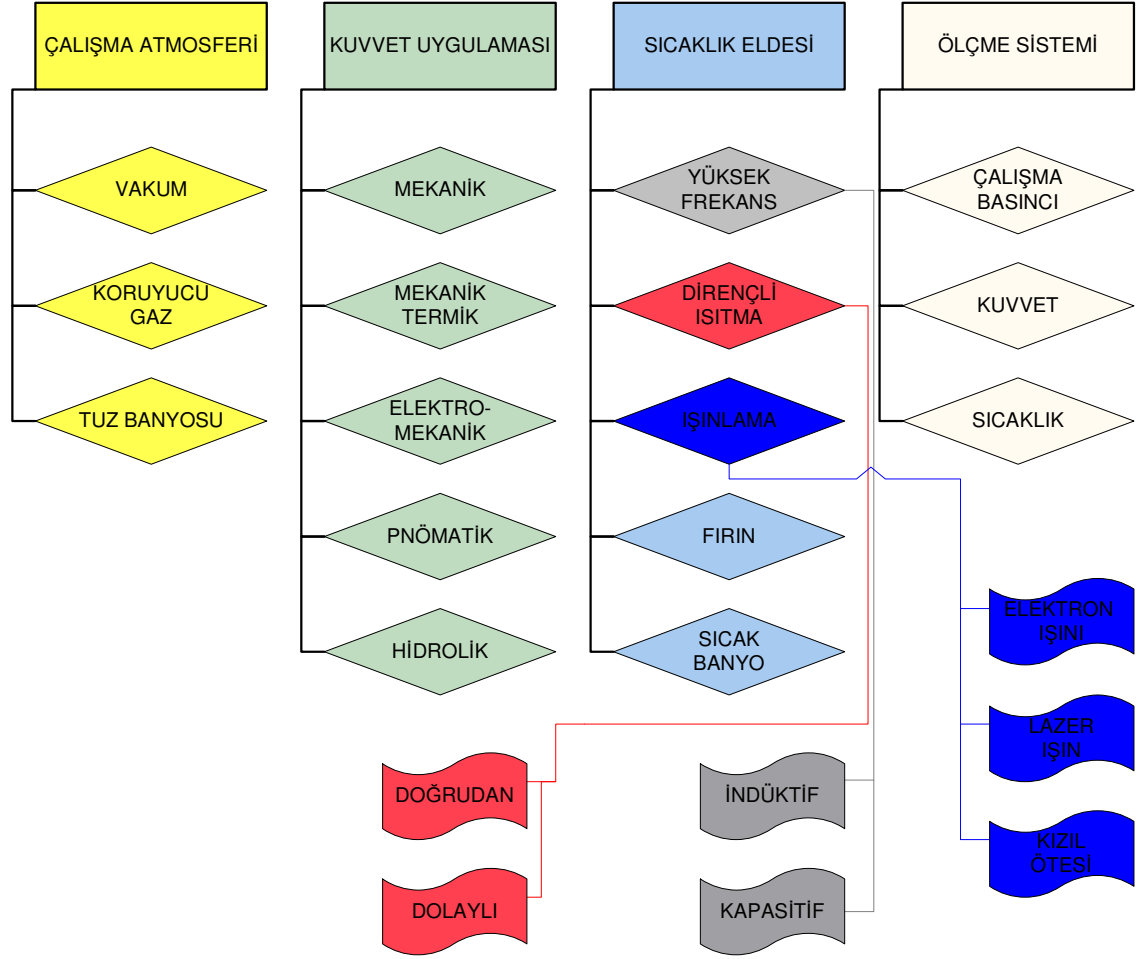 ÇALIŞMA ATMOSFERİ
KUVVET UYGULAMASI
SICAKLIK ELDESİ
ÖLÇME SİSTEMİ
VAKUM
KORUYUCU
GAZ
TUZ BANYOSU
MEKANİK
MEKANİK
TERMİK
ELEKTRO-
MEKANİK
PNÖMATİK
HİDROLİK
YÜKSEK
FREKANS
DİRENÇLİ
ISITMA
IŞINLAMA
FIRIN
SICAK
BANYO
ÇALIŞMA
BASINCI
KUVVET
SICAKLIK
ELEKTRON
IŞINI
LAZER
IŞIN
KIZIL
ÖTESİ
DOĞRUDAN
DOLAYLI
İNDÜKTİF
KAPASİTİF